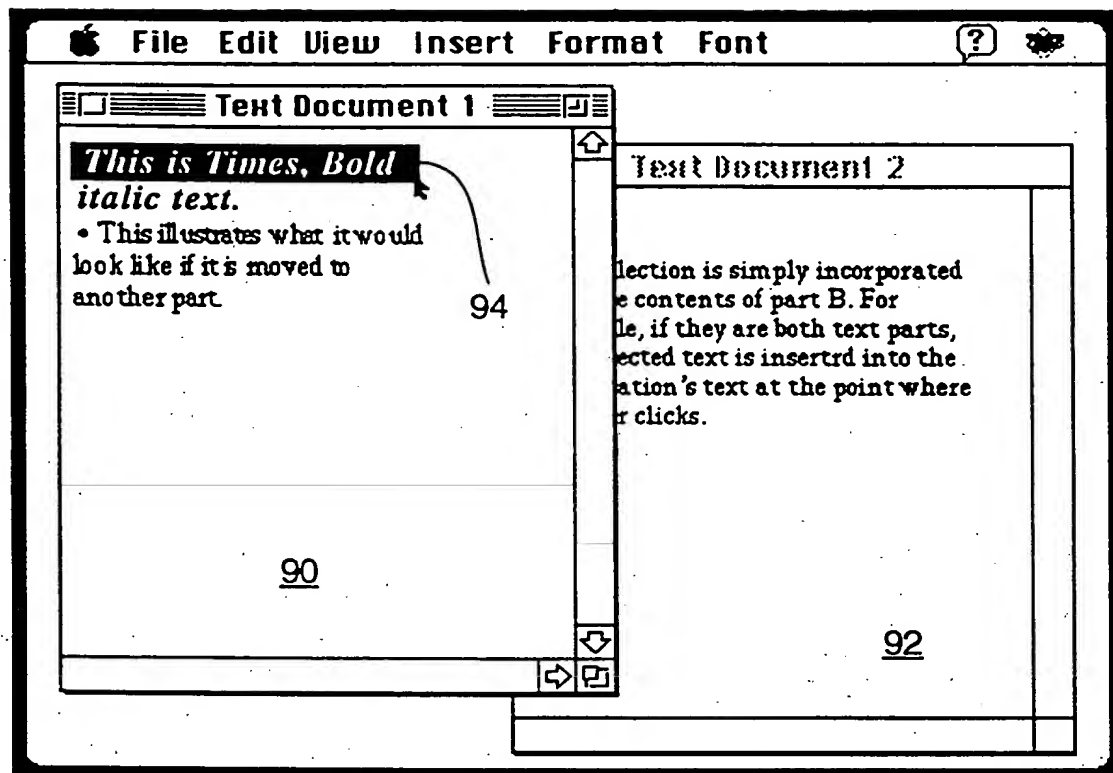 File Edit View Insert Format Font ?
Text Document 1
This is Times, Bold
italic text.
• This illustrates what it would
look like if it is moved to
another part.
94
90
Text Document 2
lection is simply incorporated
e contents of part B. For
le, if they are both text parts,
ected text is insertrd into the
ation's text at the point where
r clicks.
92